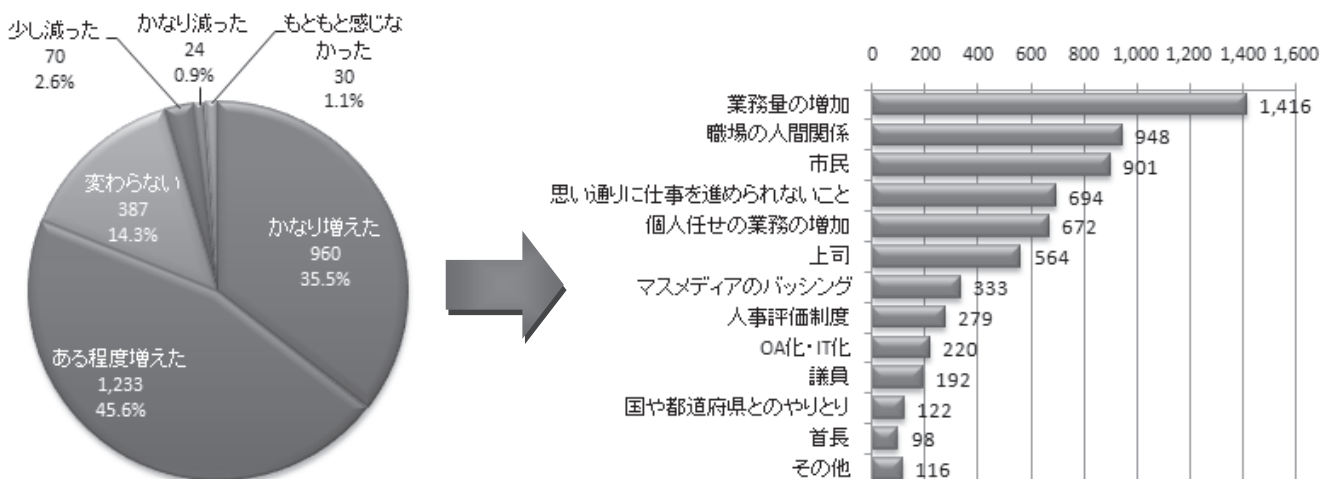 少し減った
70
2.6%
かなり減った
24
0.9%
もともと感じな
かった
30
1.1%
変わらない
387
14.3%
かなり増えた
960
35.5%
ある程度増えた
1,233
45.6%
0 200 400 600 800 1,000 1,200 1,400 1,600
業務量の増加 1,416
職場の人間関係 948
市民 901
思い通りに仕事を進められないこと 694
個人任せの業務の増加 672
上司 564
マスメディアのバッシング 333
人事評価制度 279
OA化・IT化 220
議員 192
国や都道府県とのやりとり 122
首長 98
その他 116